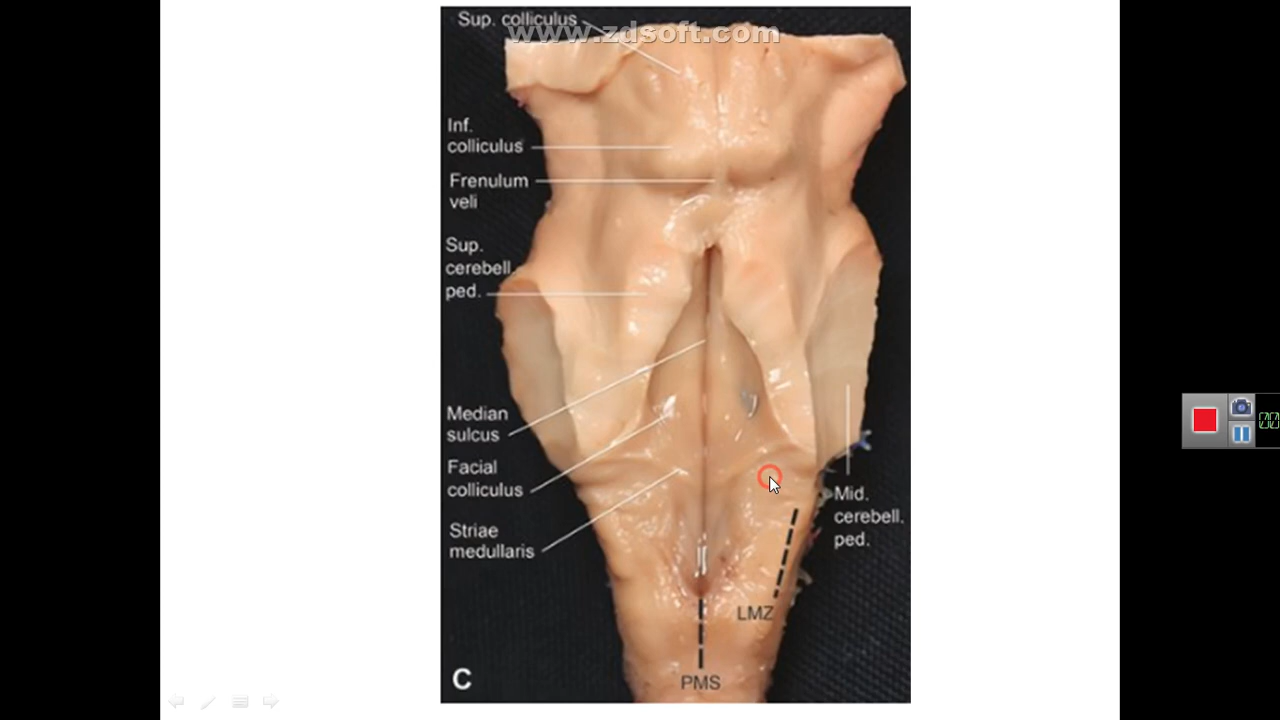 Sup. colliculus
www.zdsoft.com
Inf.
colliculus
Frenulum
veli
Sup.
cerebell.
ped.
Median
sulcus
Facial
colliculus
Striae
medullaris
Mid.
cerebell.
ped.
LMZ
PMS
C
00